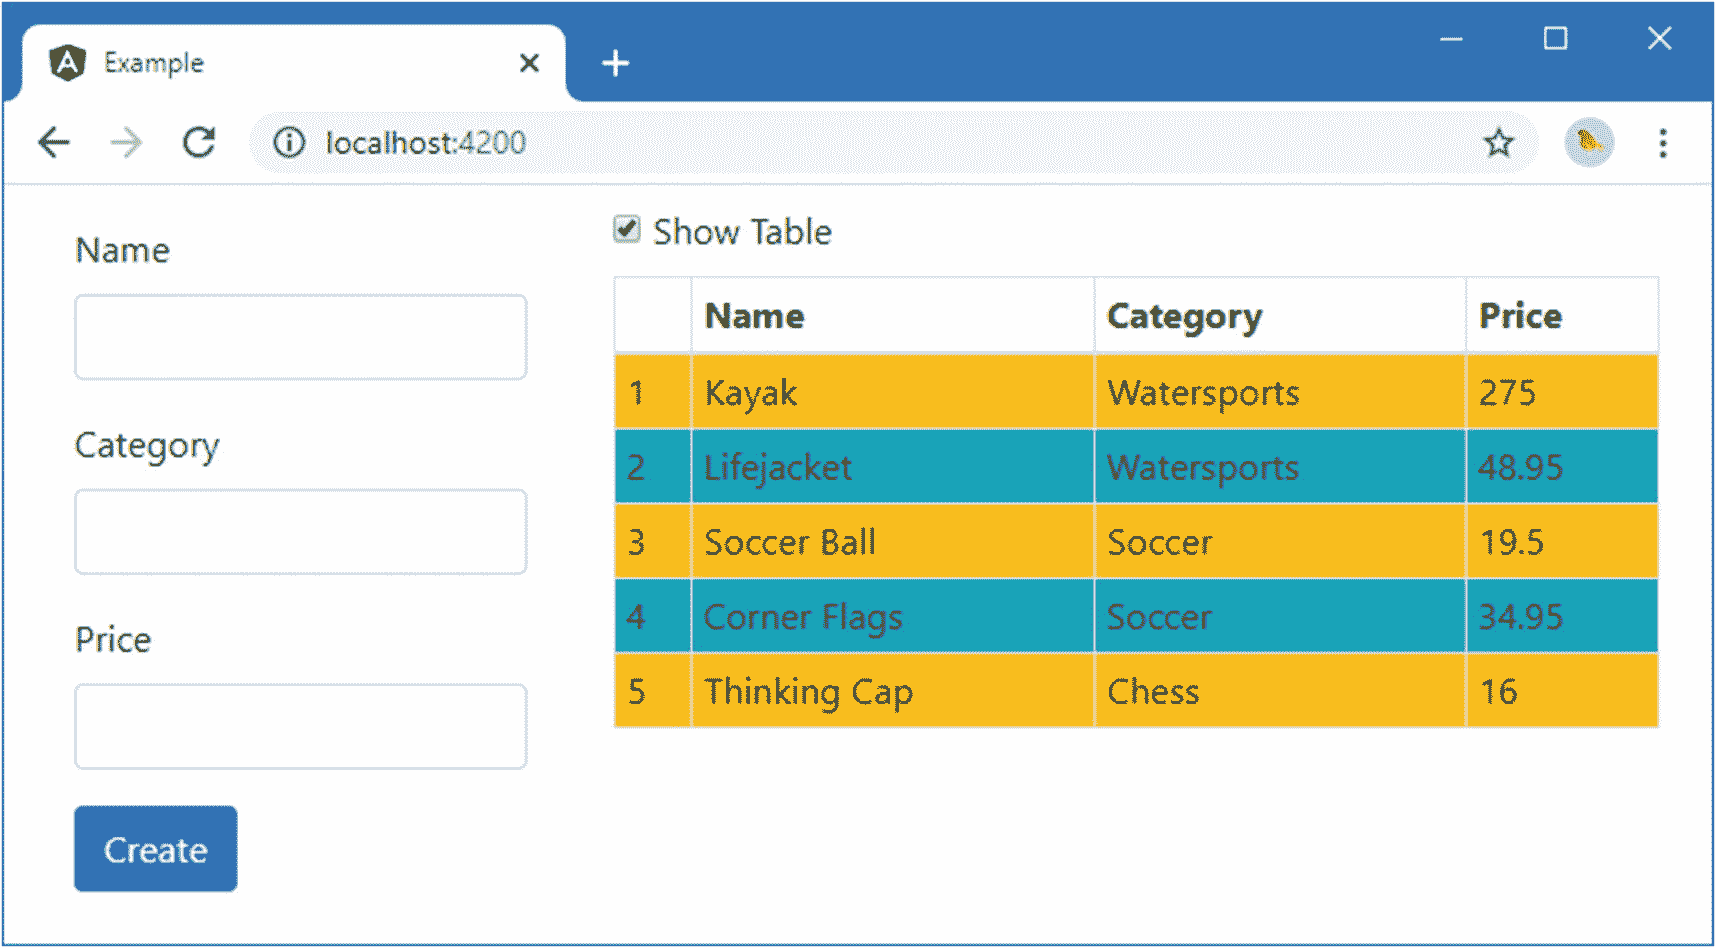 Example
localhost:4200
Name
Category
Price
Create
Show Table
Name Category Price
1 Kayak Watersports 275
2 Lifejacket Watersports 48.95
3 Soccer Ball Soccer 19.5
4 Corner Flags Soccer 34.95
5 Thinking Cap Chess 16